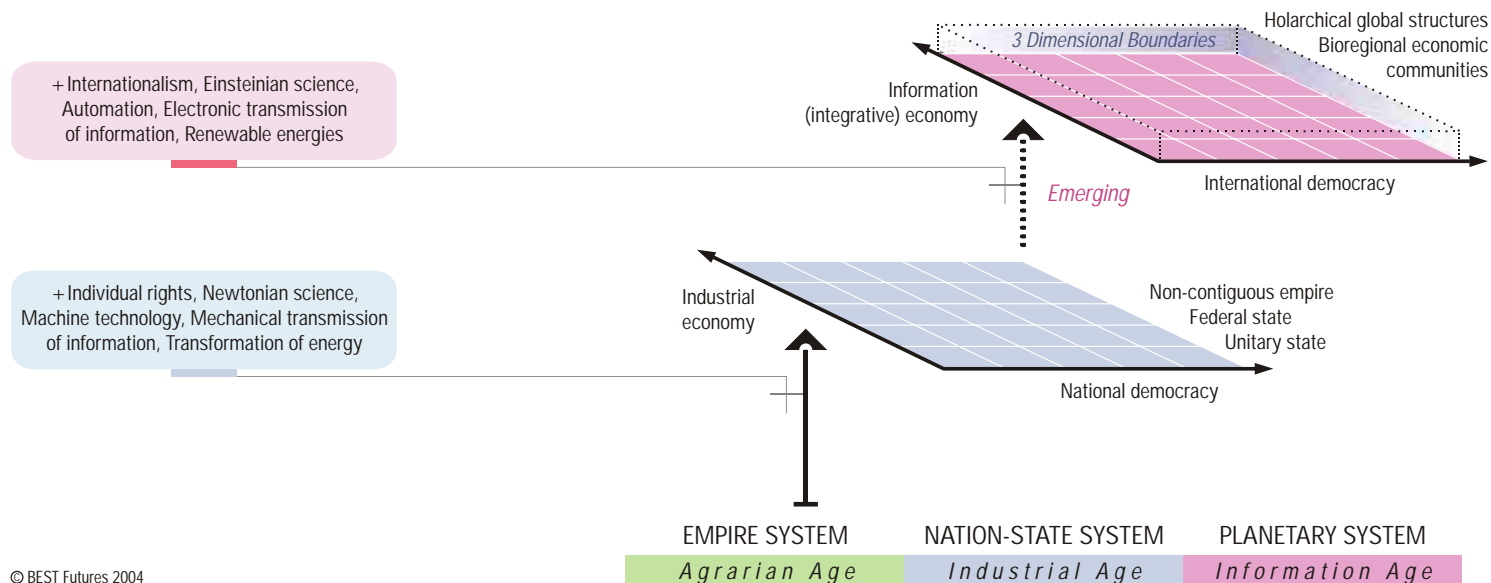 3 Dimensional Boundaries
Holarchical global structures
Bioregional economic
communities
+Internationalism, Einsteinian science,
Automation, Electronic transmission
of information, Renewable energies
Information
(integrative) economy
International democracy
Emerging
+Individual rights, Newtonian science,
Machine technology, Mechanical transmission
of information, Transformation of energy
Industrial
economy
Non-contiguous empire
Federal state
Unitary state
National democracy
EMPIRE SYSTEM NATION-STATE SYSTEM PLANETARY SYSTEM
Agrarian Age Industrial Age Information Age
© BEST Futures 2004